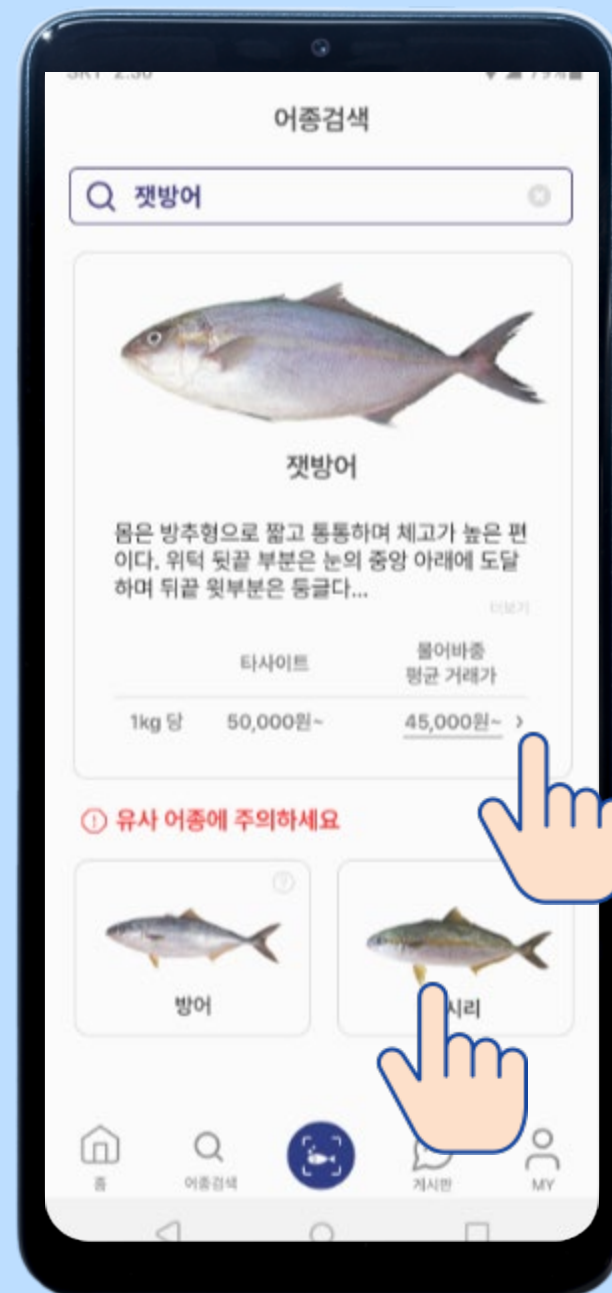 어종검색
잿방어
잿방어
몸은 방추형으로 짧고 통통하며 체고가 높은 편
이다. 위턱 뒷끝 부분은 눈의 중앙 아래에 도달
하며 뒤끝 윗부분은 둥글다...
더보기
타사이트
물어바중
평균 거래가
1kg 당 50,000원~ 45,000원~ >
유사 어종에 주의하세요
방어
시리
홈 어종검색 게시판 MY